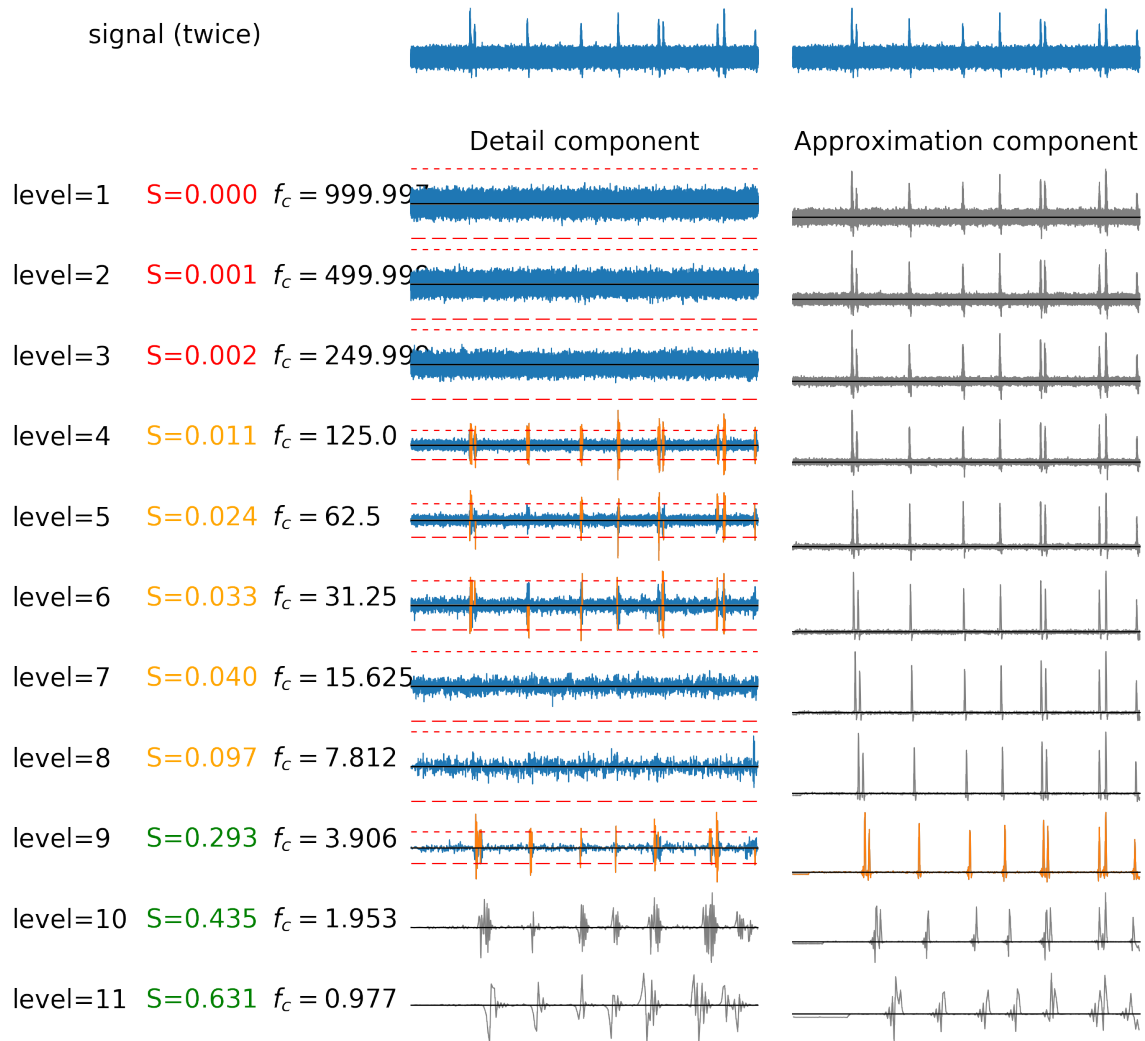 signal (twice)
Detail component Approximation component
level=1 S=0.000 f_c = 999.997
level=2 S=0.001 f_c = 499.998
level=3 S=0.002 f_c = 249.999
level=4 S=0.011 f_c = 125.0
level=5 S=0.024 f_c = 62.5
level=6 S=0.033 f_c = 31.25
level=7 S=0.040 f_c = 15.625
level=8 S=0.097 f_c = 7.812
level=9 S=0.293 f_c = 3.906
level=10 S=0.435 f_c = 1.953
level=11 S=0.631 f_c = 0.977